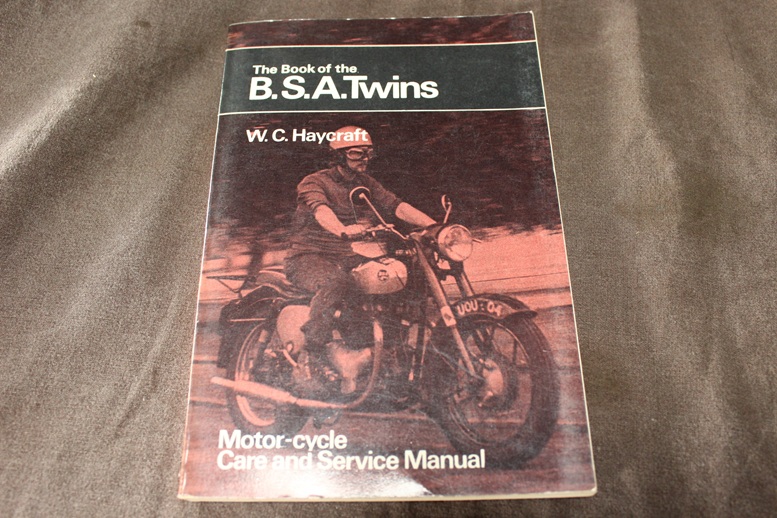 The Book of the
B.S.A.Twins
W. C. Haycraft
Motor-cycle
Care and Service Manual